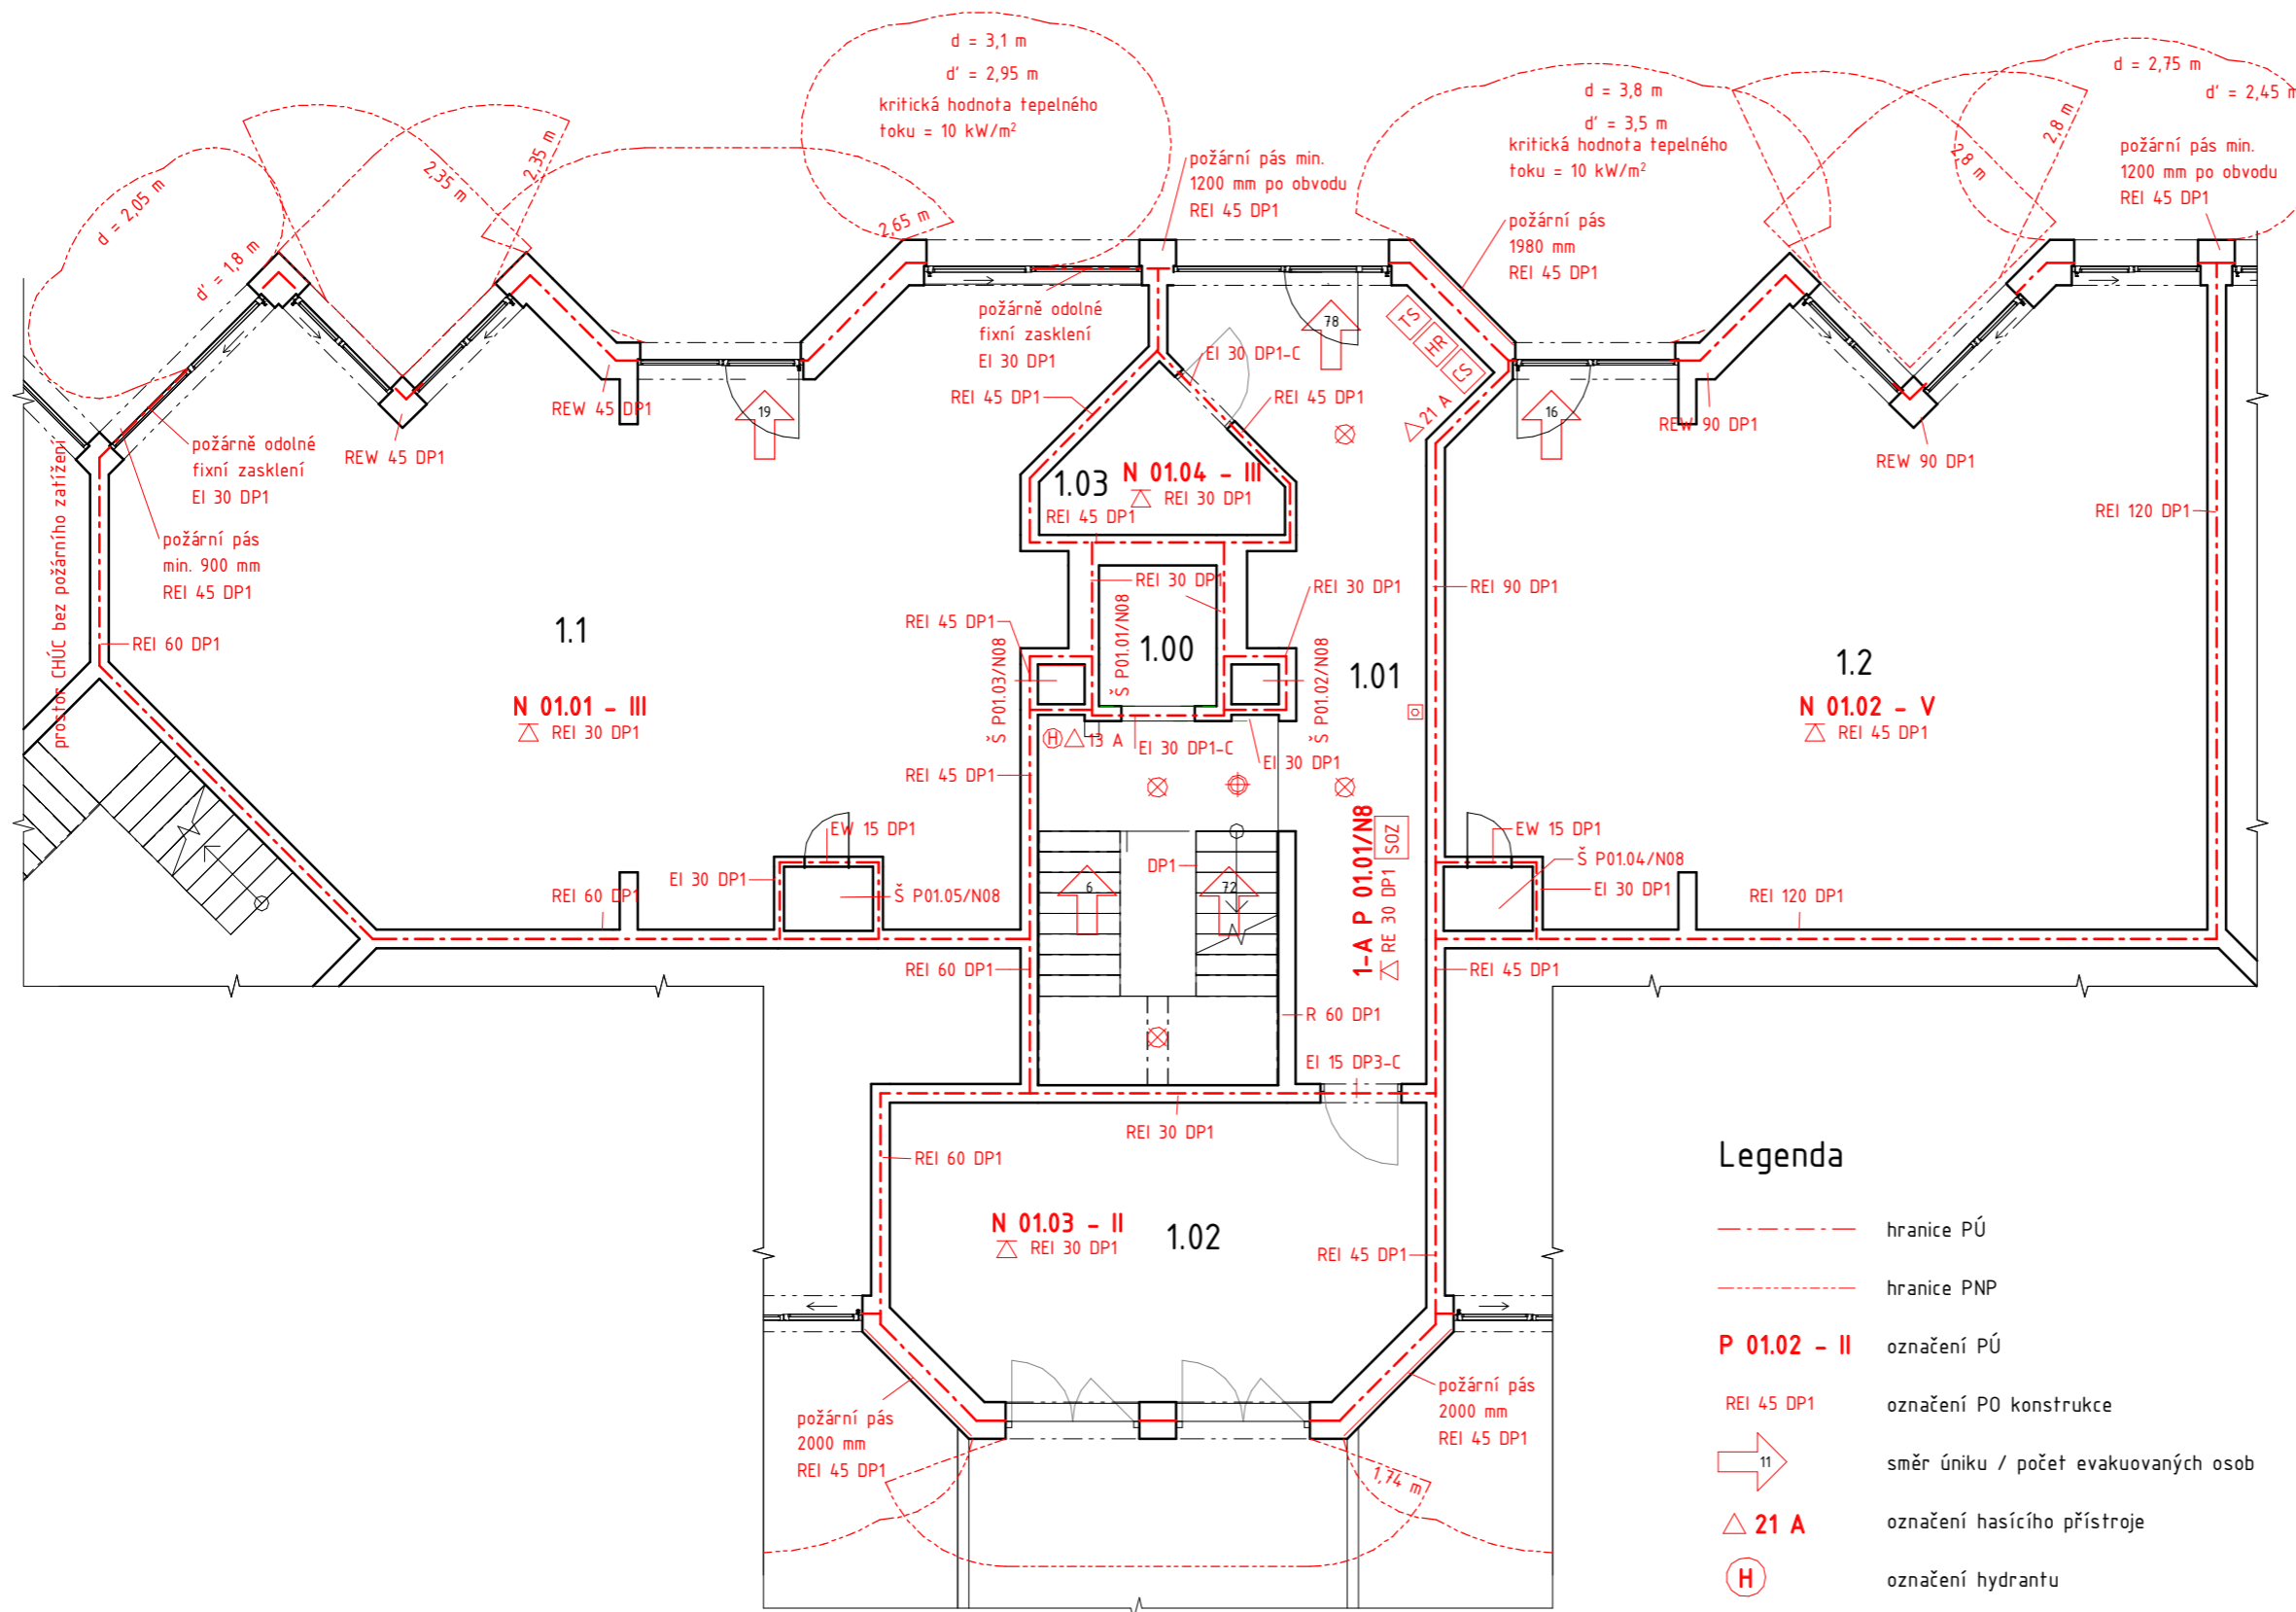 d = 3,1 m
d' = 2,95 m
kritická hodnota tepelného
toku = 10 kW/m²
d = 3,8 m
d' = 3,5 m
kritická hodnota tepelného
toku = 10 kW/m²
d = 2,75 m
d' = 2,45 m
požární pás min.
1200 mm po obvodu
REI 45 DP1
požární pás min.
1200 mm po obvodu
REI 45 DP1
d = 2,05 m
d' = 1,8 m
2,35 m
2,35 m
2,65 m
2,8 m
2,8 m
požární pás
1980 mm
REI 45 DP1
požárně odolné
fixní zasklení
EI 30 DP1
EI 30 DP1-C
REI 45 DP1
REI 45 DP1
78
TS
HR
CS
21 A
19
16
REW 45 DP1
REW 45 DP1
REW 90 DP1
REW 90 DP1
požárně odolné
fixní zasklení
EI 30 DP1
požární pás
min. 900 mm
REI 45 DP1
prostor CHÚC bez požárního zatížení
1.03
N 01.04 - III
REI 30 DP1
REI 45 DP1
REI 120 DP1
REI 30 DP1
REI 30 DP1
REI 90 DP1
REI 60 DP1
1.1
N 01.01 - III
REI 30 DP1
REI 45 DP1
Š P01.03/N08
Š P01.01/N08
1.00
Š P01.02/N08
1.01
1.2
N 01.02 - V
REI 45 DP1
H
13 A
EI 30 DP1-C
EI 30 DP1
REI 45 DP1
EW 15 DP1
EI 30 DP1
Š P01.05/N08
REI 60 DP1
DP1
6
72
1-A P 01.01/N8
RE 30 DP1
SOZ
EW 15 DP1
Š P01.04/N08
EI 30 DP1
REI 120 DP1
REI 60 DP1
REI 45 DP1
R 60 DP1
EI 15 DP3-C
REI 30 DP1
REI 60 DP1
N 01.03 - II
REI 30 DP1
1.02
REI 45 DP1
požární pás
2000 mm
REI 45 DP1
požární pás
2000 mm
REI 45 DP1
1,74 m
Legenda
hranice PÚ
hranice PNP
P 01.02 - II označení PÚ
REI 45 DP1 označení PO konstrukce
11 směr úniku / počet evakuovaných osob
21 A označení hasícího přístroje
H označení hydrantu